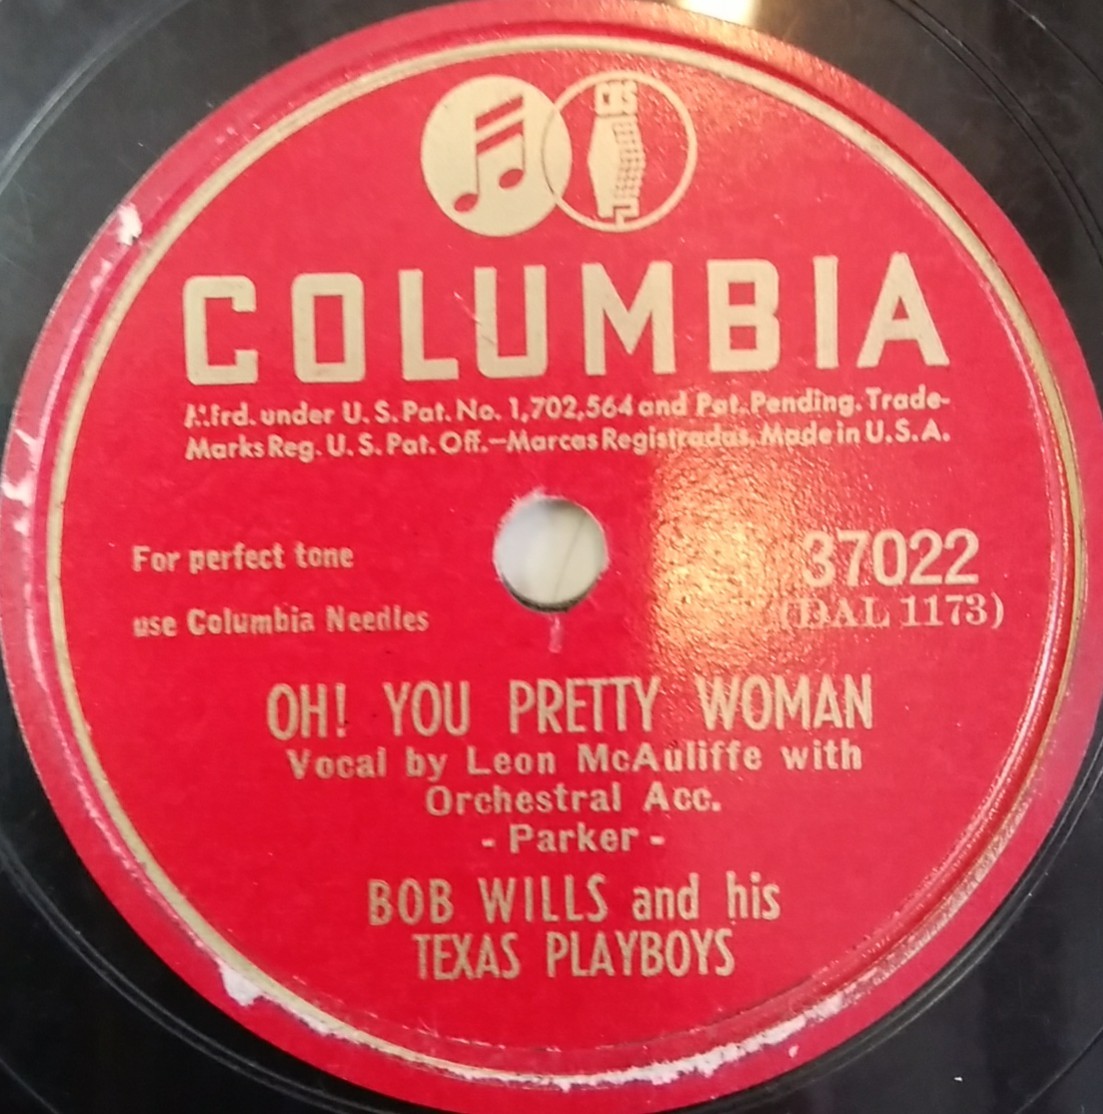 CBS
COLUMBIA
Mfrd. under U. S. Pat. No. 1,702,564 and Pat. Pending. Trade-
Marks Reg. U. S. Pat. Off.—Marcas Registradas. Made in U.S.A.
For perfect tone
use Columbia Needles
37022
(DAL 1173)
OH! YOU PRETTY WOMAN
Vocal by Leon McAuliffe with
Orchestral Acc.
- Parker -
BOB WILLS and his
TEXAS PLAYBOYS